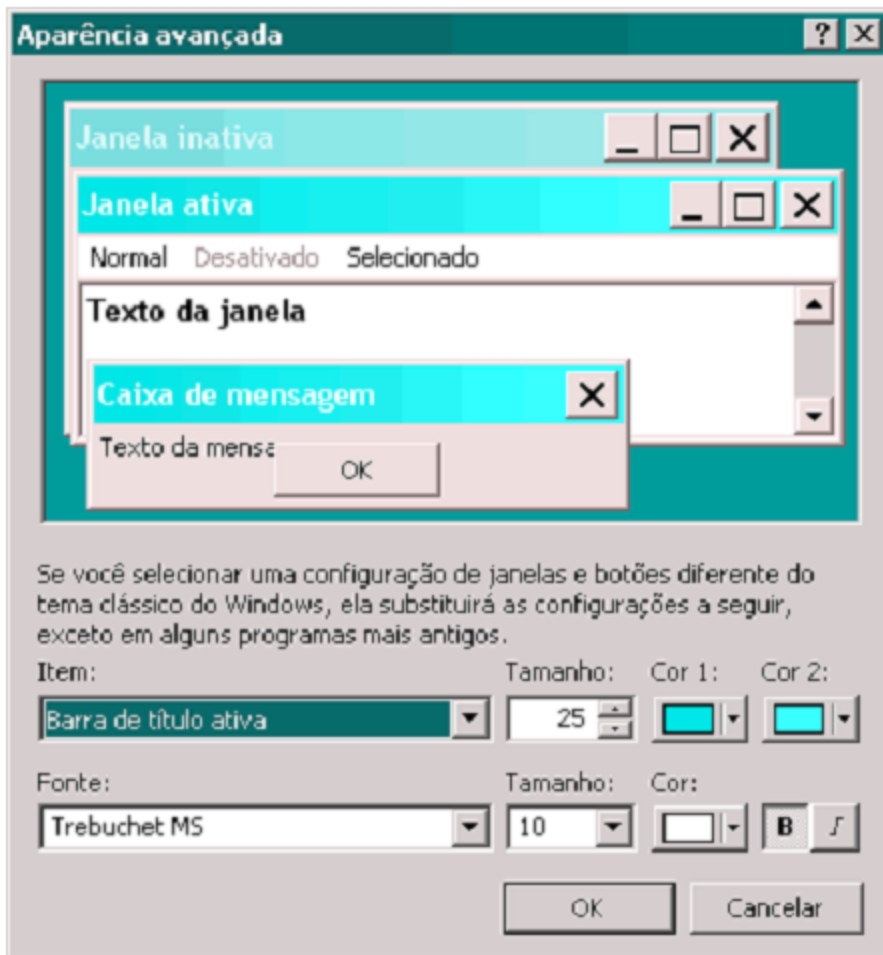 Aparência avançada
Janela inativa
Janela ativa
Normal Desativado Selecionado
Texto da janela
Caixa de mensagem
Texto da mensa
OK
Se você selecionar uma configuração de janelas e botões diferente do
tema clássico do Windows, ela substituirá as configurações a seguir,
exceto em alguns programas mais antigos.
Item: Tamanho: Cor 1: Cor 2:
Barra de título ativa 25
Fonte: Tamanho: Cor:
Trebuchet MS 10 B I
OK Cancelar